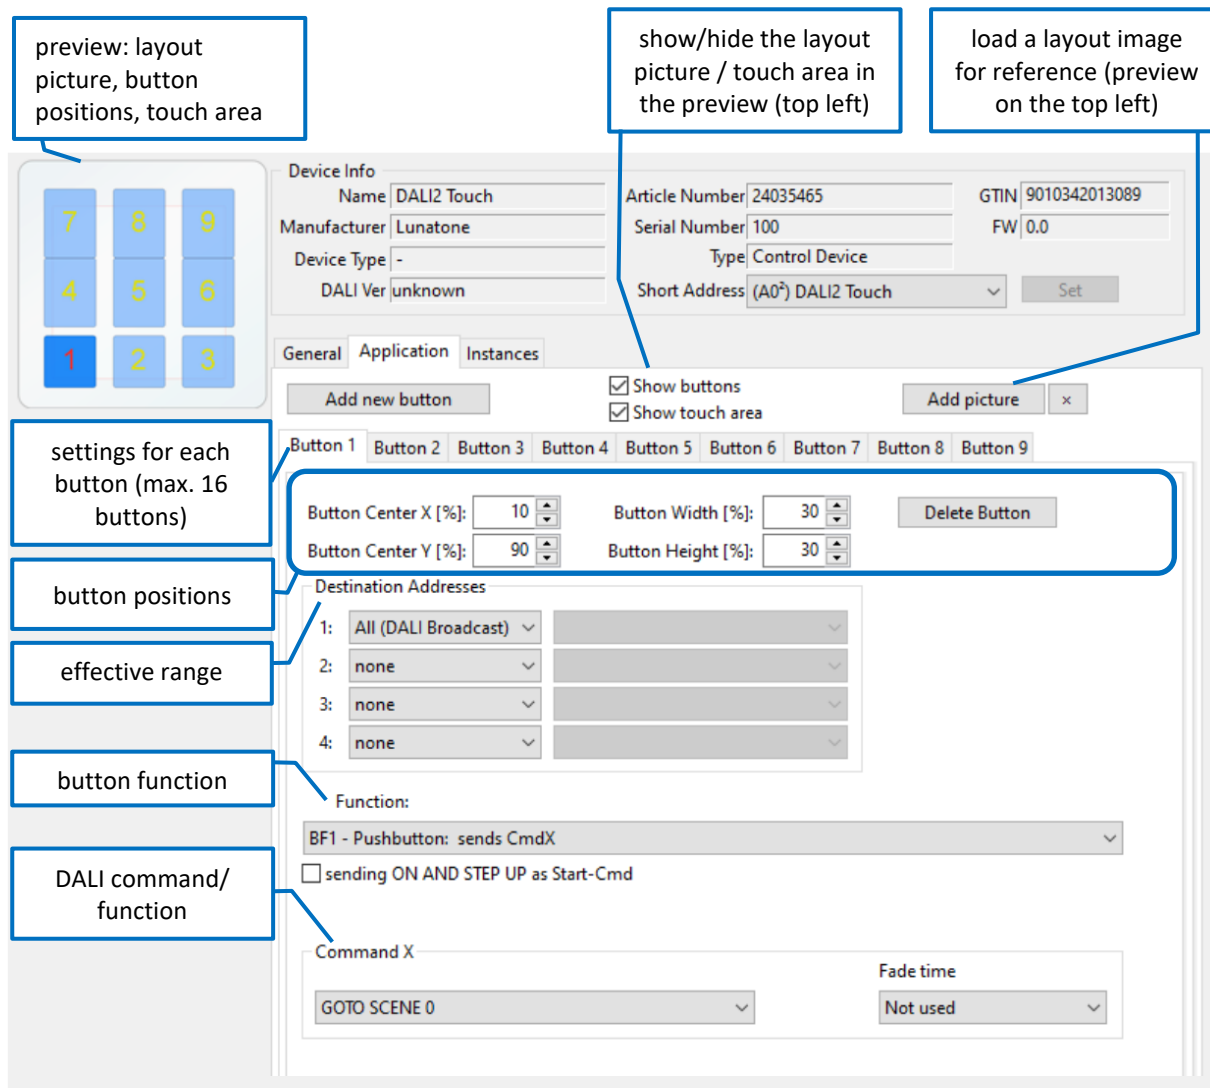 preview: layout
picture, button
positions, touch area
show/hide the layout
picture / touch area in
the preview (top left)
load a layout image
for reference (preview
on the top left)
7 8 9
4 5 6
1 2 3
Device Info
Name DALI2 Touch
Article Number 24035465
GTIN 9010342013089
Manufacturer Lunatone
Serial Number 100
FW 0.0
Device Type -
Type Control Device
DALI Ver unknown
Short Address (A0²) DALI2 Touch
Set
General Application Instances
Add new button
Show buttons
Show touch area
Add picture ×
settings for each
button (max. 16
buttons)
Button 1 Button 2 Button 3 Button 4 Button 5 Button 6 Button 7 Button 8 Button 9
Button Center X [%]: 10
Button Width [%]: 30
Delete Button
Button Center Y [%]: 90
Button Height [%]: 30
button positions
Destination Addresses
1: All (DALI Broadcast)
effective range
2: none
3: none
4: none
button function
Function:
BF1 - Pushbutton: sends CmdX
sending ON AND STEP UP as Start-Cmd
DALI command/
function
Command X
Fade time
GOTO SCENE 0
Not used